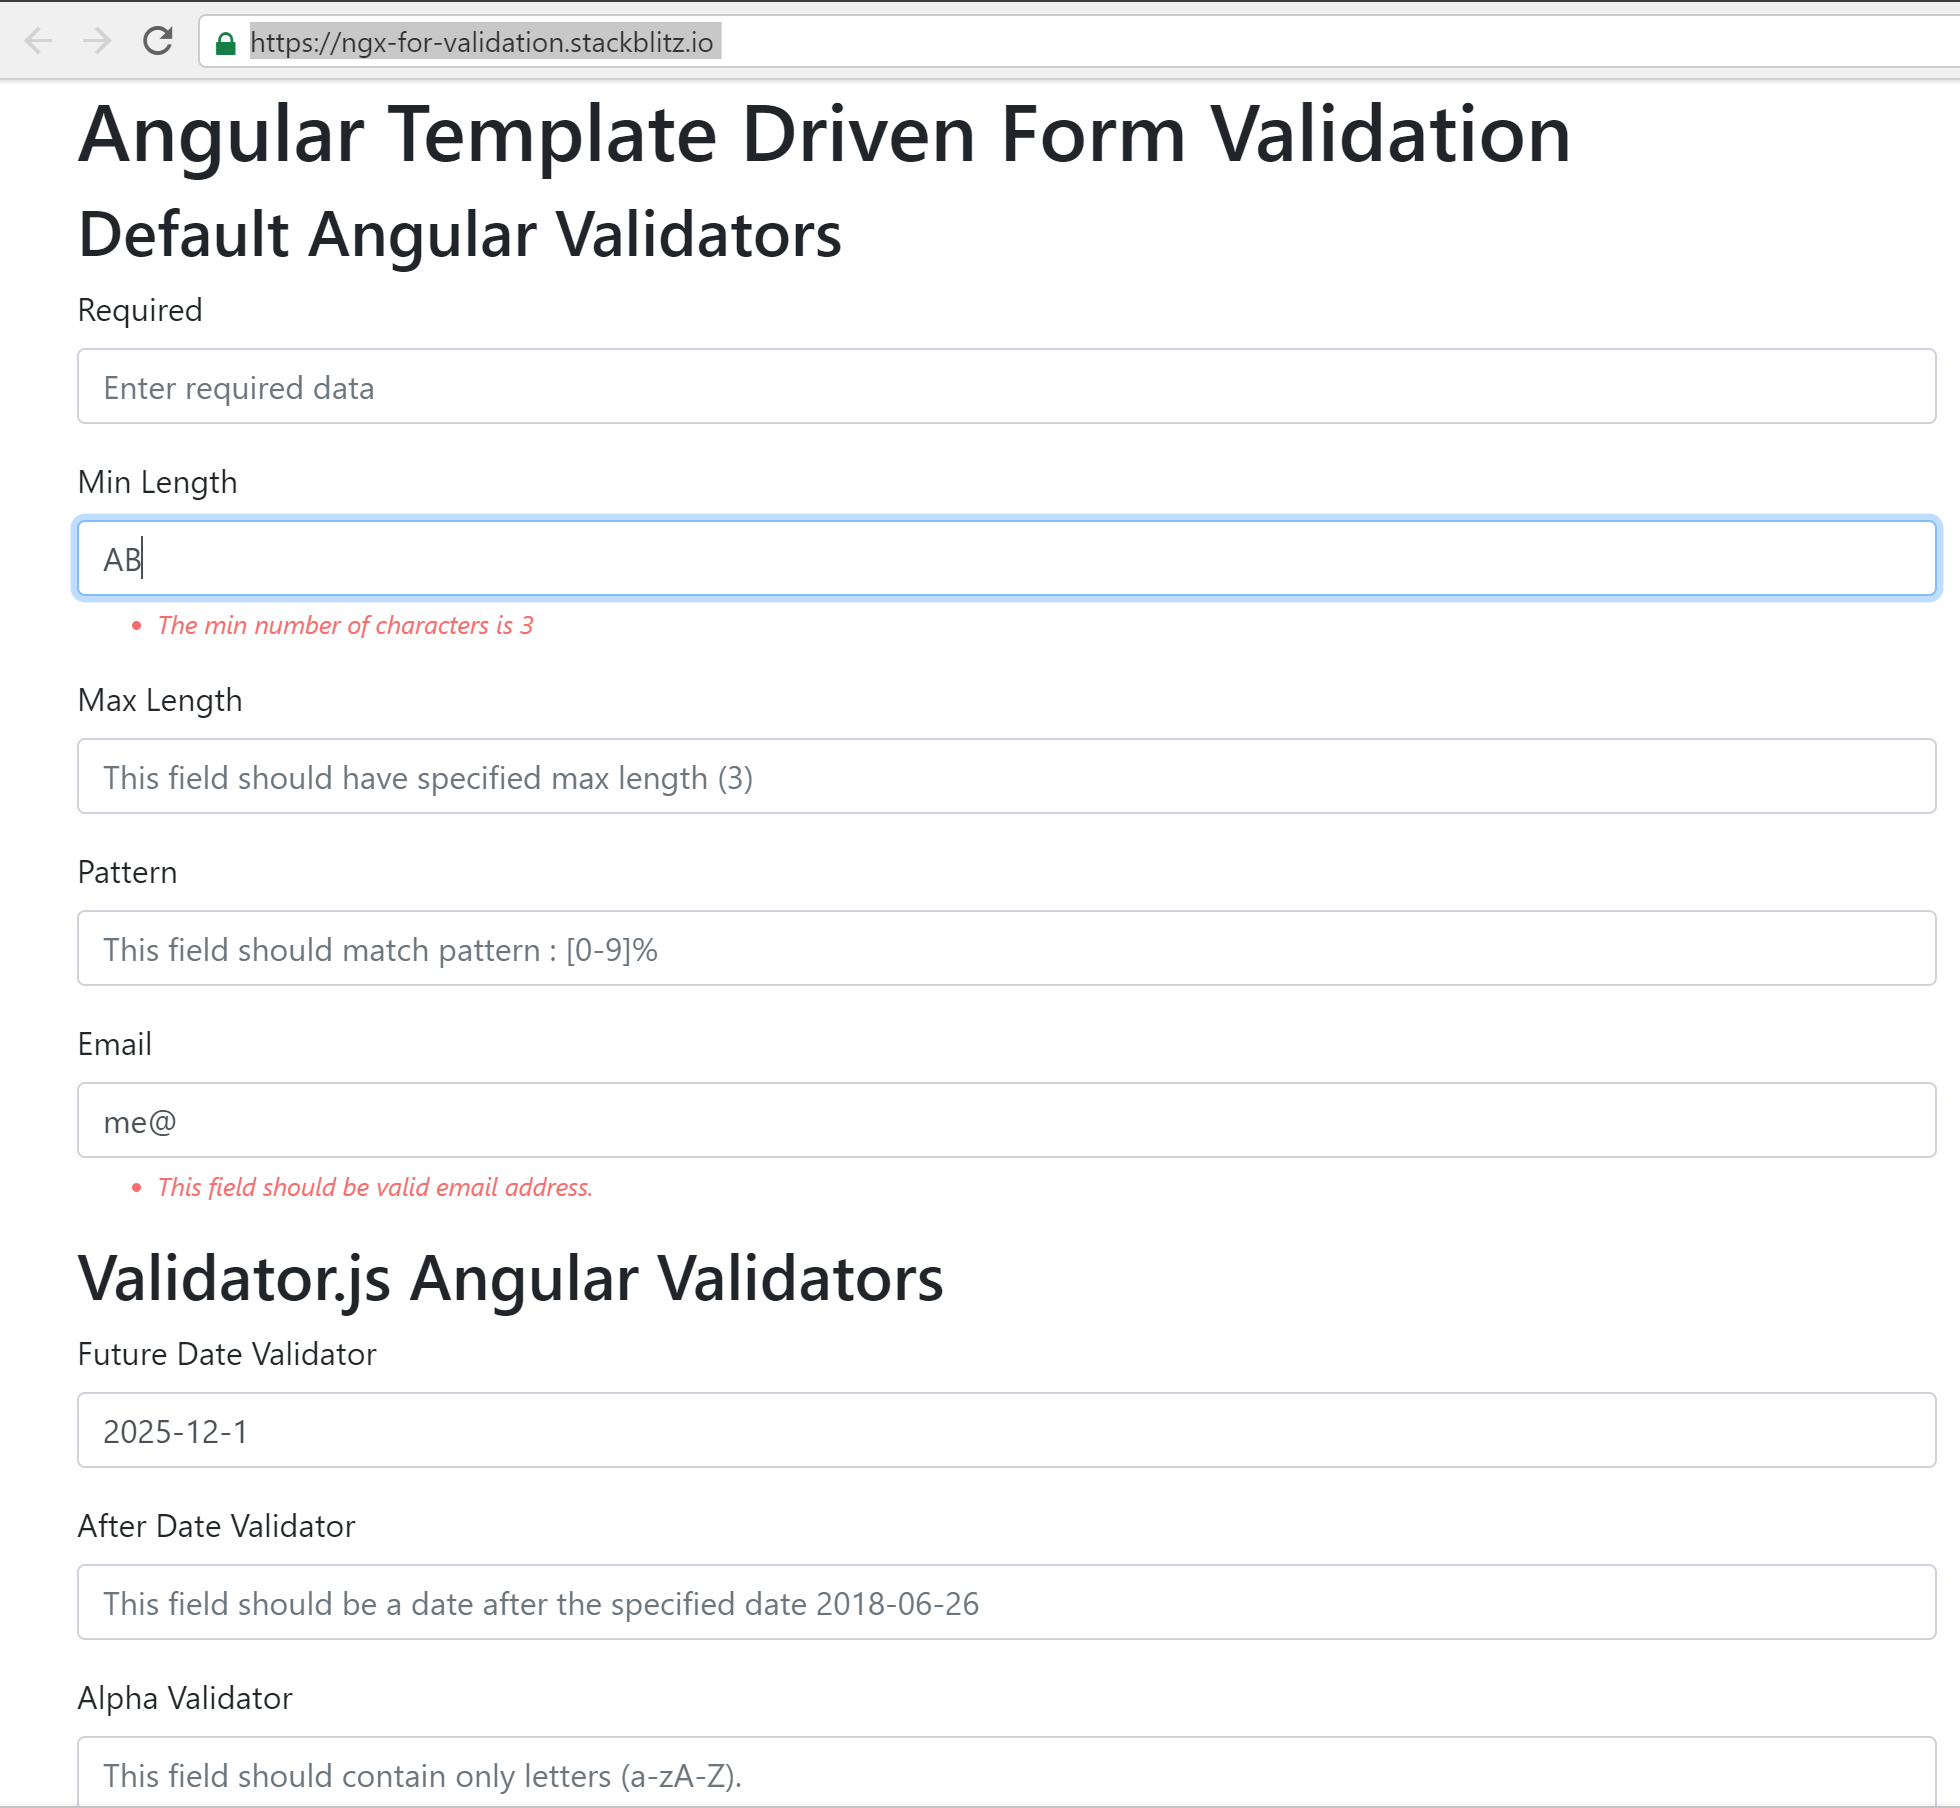 https://ngx-for-validation.stackblitz.io
Angular Template Driven Form Validation
Default Angular Validators
Required
Enter required data
Min Length
AB
• The min number of characters is 3
Max Length
This field should have specified max length (3)
Pattern
This field should match pattern : [0-9]%
Email
me@
• This field should be valid email address.
Validator.js Angular Validators
Future Date Validator
2025-12-1
After Date Validator
This field should be a date after the specified date 2018-06-26
Alpha Validator
This field should contain only letters (a-zA-Z).